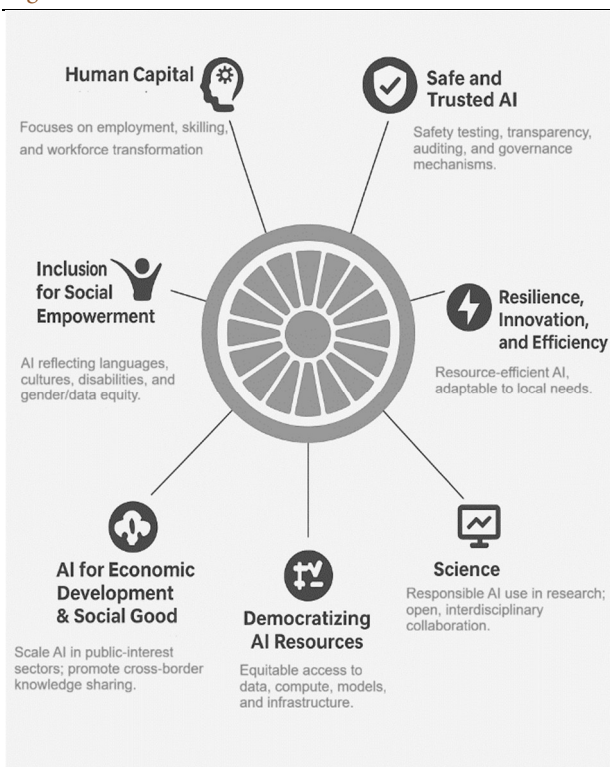 Human Capital
Focuses on employment, skilling,
and workforce transformation
Safe and
Trusted AI
Safety testing, transparency,
auditing, and governance
mechanisms.
Inclusion
for Social
Empowerment
AI reflecting languages,
cultures, disabilities, and
gender/data equity.
Resilience,
Innovation,
and Efficiency
Resource-efficient AI,
adaptable to local needs.
AI for Economic
Development
& Social Good
Scale AI in public-interest
sectors; promote cross-border
knowledge sharing.
Democratizing
AI Resources
Equitable access to
data, compute, models,
and infrastructure.
Science
Responsible AI use in research;
open, interdisciplinary
collaboration.